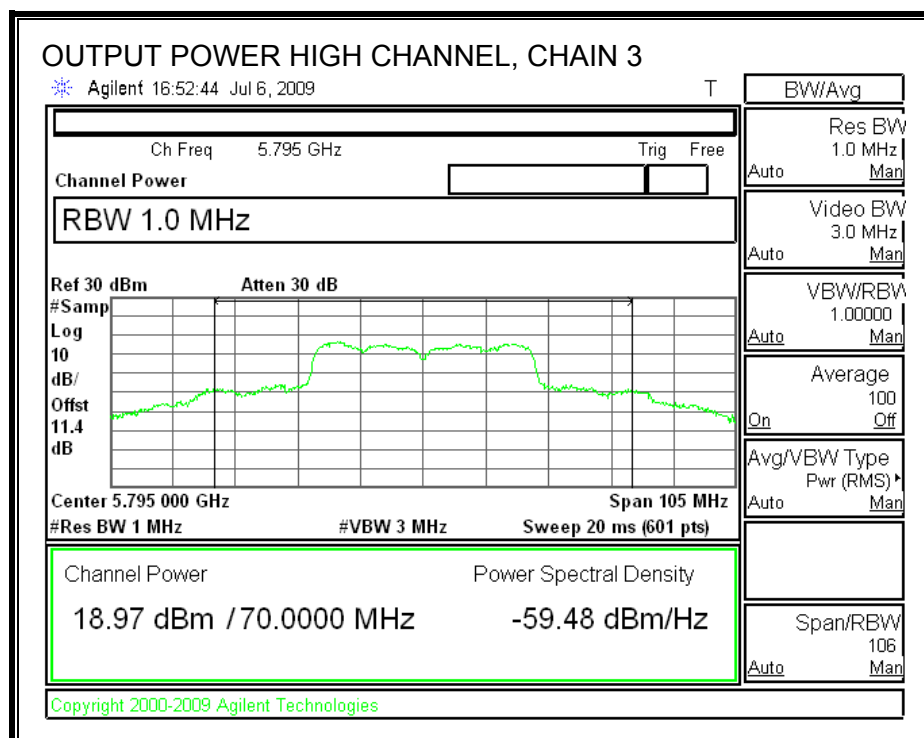 OUTPUT POWER HIGH CHANNEL, CHAIN 3
Agilent 16:52:44 Jul 6, 2009 T
Ch Freq 5.795 GHz Trig Free
Channel Power
RBW 1.0 MHz
Ref 30 dBm Atten 30 dB
#Samp
Log
10
dB/
Offst
11.4
dB
Center 5.795 000 GHz Span 105 MHz
#Res BW 1 MHz #VBW 3 MHz Sweep 20 ms (601 pts)
Channel Power Power Spectral Density
18.97 dBm / 70.0000 MHz -59.48 dBm/Hz
Copyright 2000-2009 Agilent Technologies
BW/Avg
Res BW
1.0 MHz
Auto Man
Video BW
3.0 MHz
Auto Man
VBW/RBW
1.00000
Auto Man
Average
100
On Off
Avg/VBW Type
Pwr (RMS)
Auto Man
Span/RBW
106
Auto Man